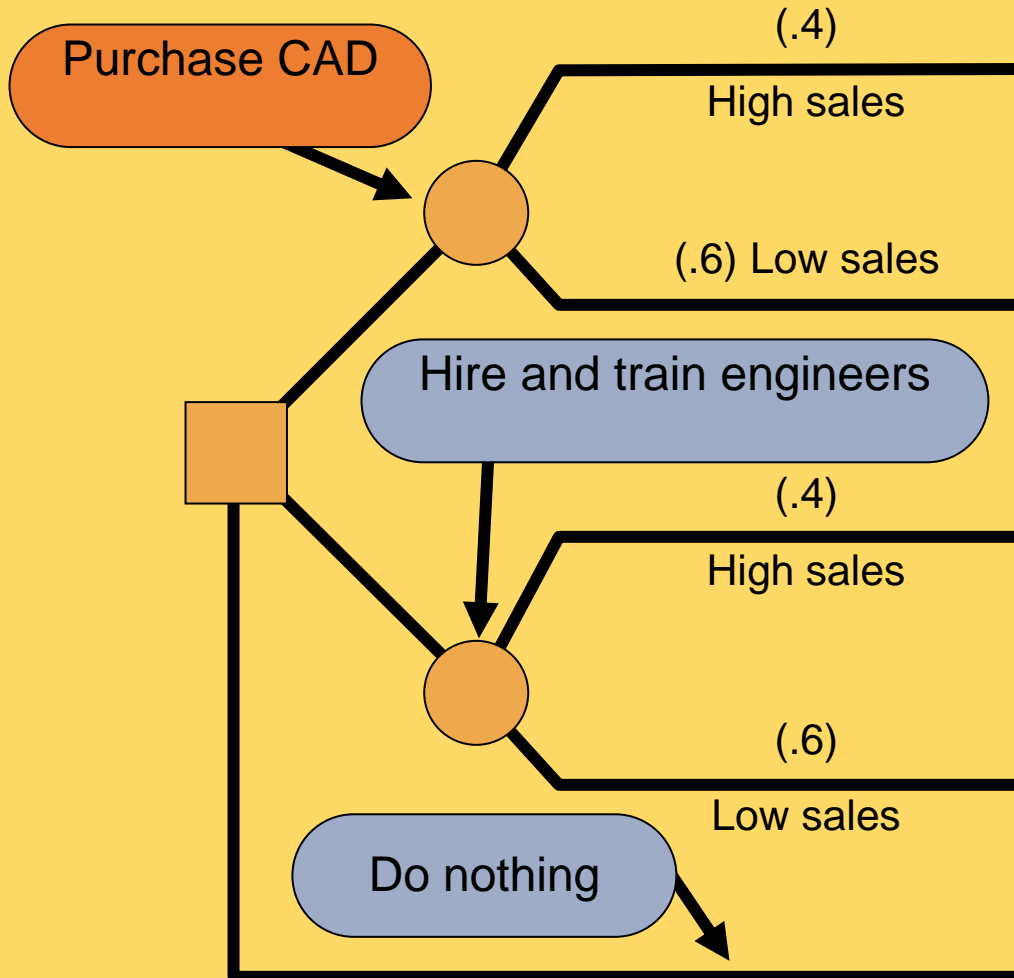 (.4)
Purchase CAD
High sales
(.6) Low sales
Hire and train engineers
(.4)
High sales
(.6)
Low sales
Do nothing